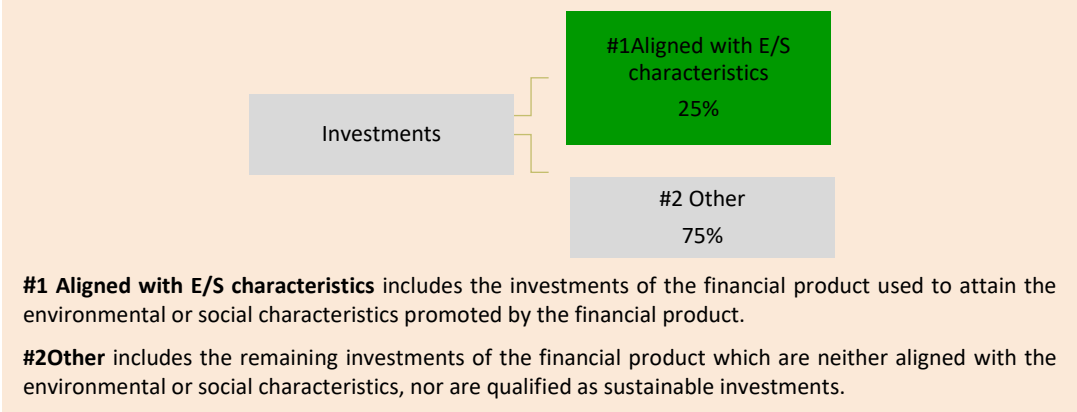 #1Aligned with E/S
characteristics
25%
Investments
#2 Other
75%
#1 Aligned with E/S characteristics includes the investments of the financial product used to attain the
environmental or social characteristics promoted by the financial product.
#2Other includes the remaining investments of the financial product which are neither aligned with the
environmental or social characteristics, nor are qualified as sustainable investments.